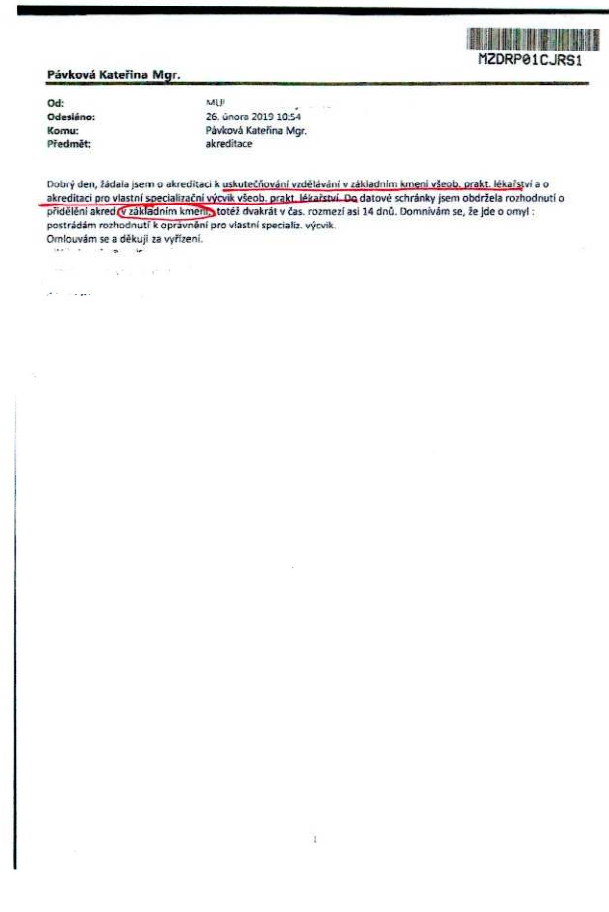 MZDRP01CJRS1
Pávková Kateřina Mgr.
Od:
Odesláno: 26. února 2019 10:54
Komu: Pávková Kateřina Mgr.
Předmět: akreditace
Dobrý den, žádala jsem o akreditaci k uskutečňování vzdělávání v základním kmeni všeob. prakt. lékařství a o
akreditaci pro vlastní specializační výcvik všeob. prakt. lékařství. Do datové schránky jsem obdržela rozhodnutí o
přidělění akred v základním kmeni, totéž dvakrát v čas. rozmezí asi 14 dnů. Domnívám se, že jde o omyl :
postrádám rozhodnutí k oprávnění pro vlastní specializ. výcvik.
Omlouvám se a děkuji za vyřízení.
1